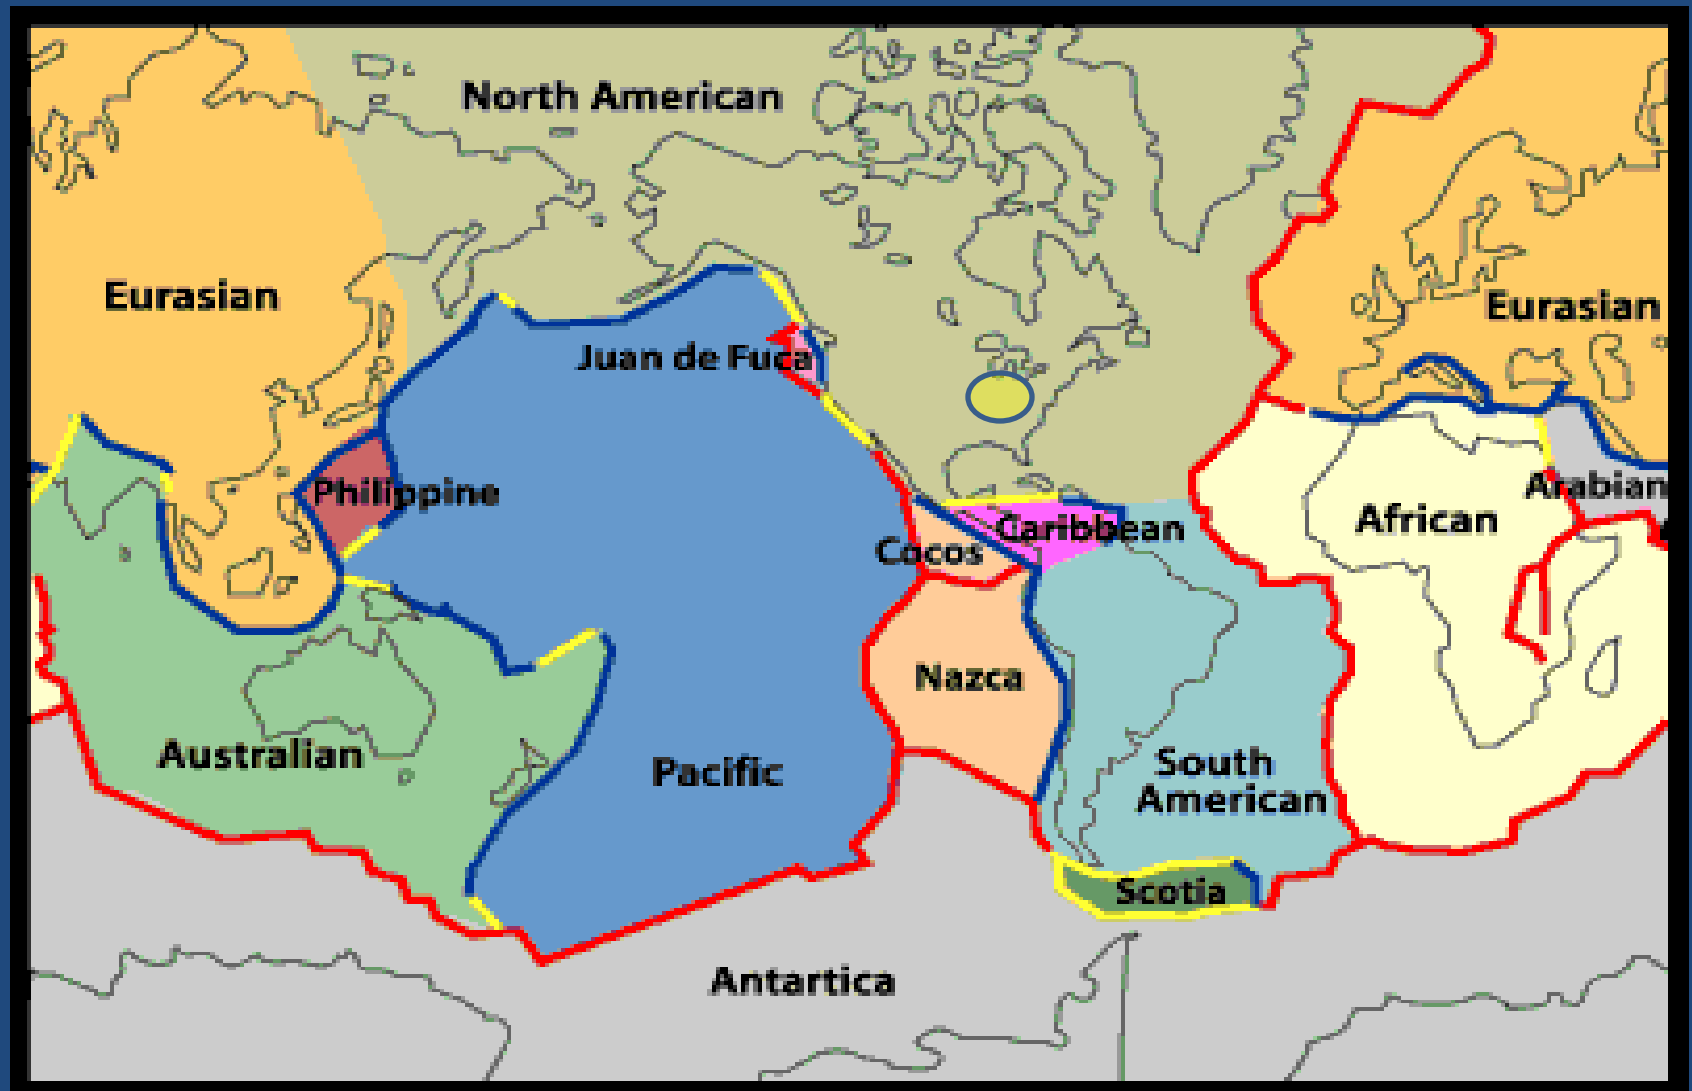 North American
Eurasian
Eurasian
Juan de Fuca
Philippine
Arabian
African
Caribbean
Cocos
Nazca
Australian
Pacific
South
American
Scotia
Antartica